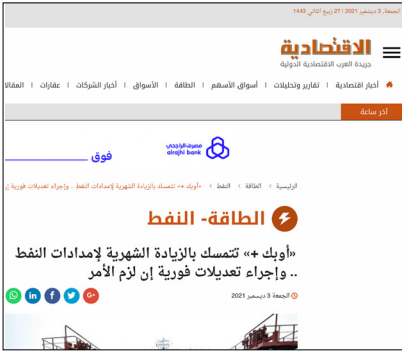 الجمعة, 3 ديسمبر 2021 | 27 ربيع الثاني 1443
الاقتصادية
جريدة العرب الاقتصادية الدولية
أخبار اقتصادية | تقارير وتحليلات | أسواق الأسهم | الطاقة | الأسواق | أخبار الشركات | عقارات | المقالا
آخر ساعة
مصرف الراجحي
alrajhi bank
فوق
الرئيسية > الطاقة > النفط > «أوبك +» تتمسك بالزيادة الشهرية لإمدادات النفط .. وإجراء تعديلات فورية إن
الطاقة- النفط
«أوبك +» تتمسك بالزيادة الشهرية لإمدادات النفط
.. وإجراء تعديلات فورية إن لزم الأمر
الجمعة 3 ديسمبر 2021